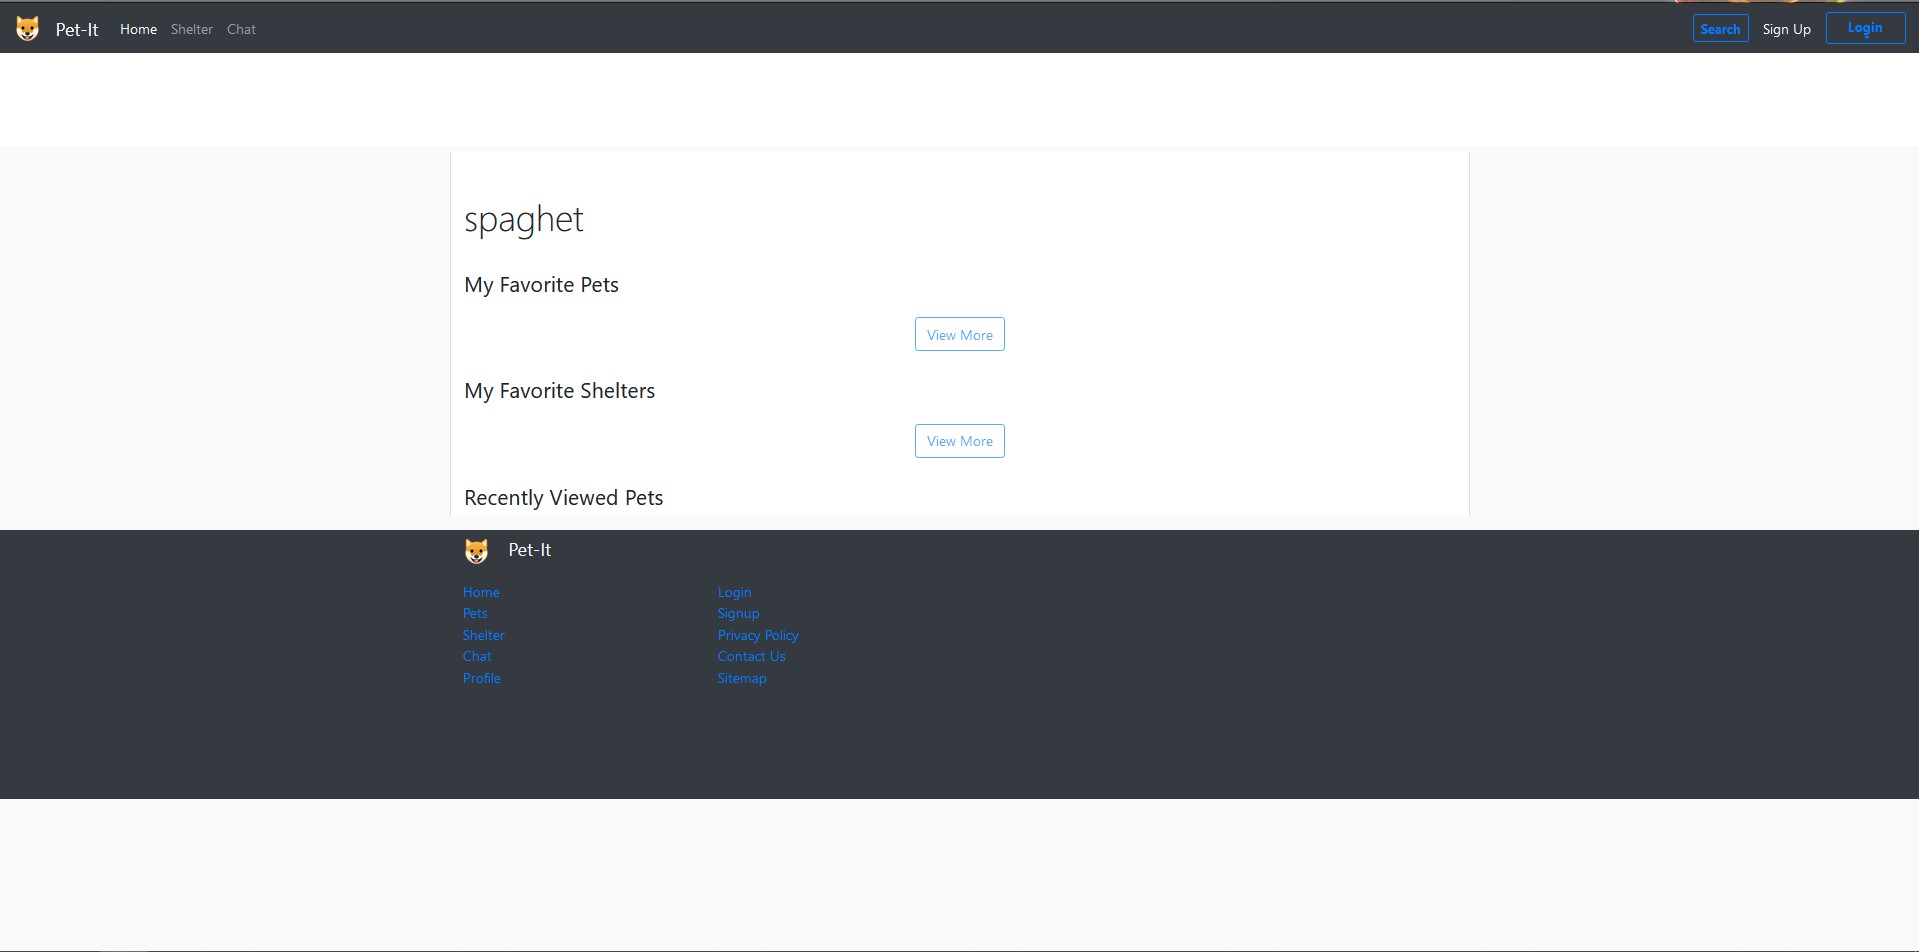 Pet-It Home Shelter Chat Search Sign Up Login
spaghet
My Favorite Pets
View More
My Favorite Shelters
View More
Recently Viewed Pets
Pet-It
Home Login
Pets Signup
Shelter Privacy Policy
Chat Contact Us
Profile Sitemap